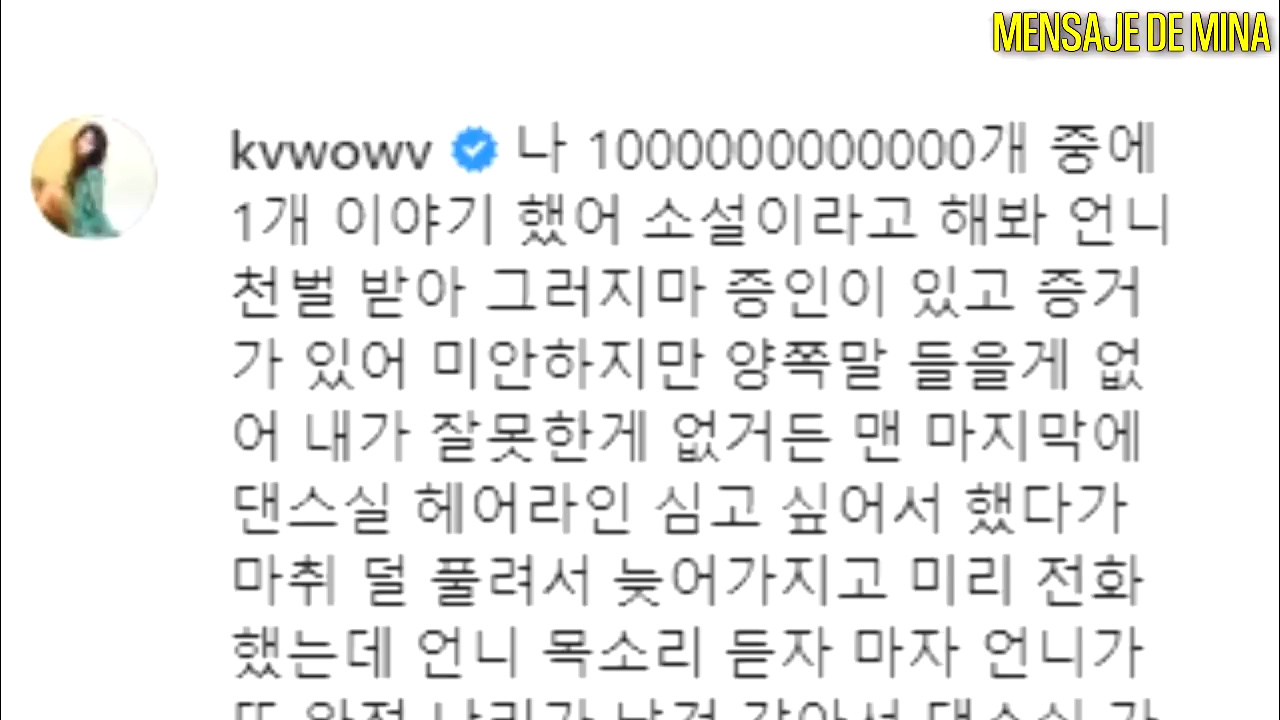 MENSAJE DE MINA
kvwowv 나 1000000000000개 중에
1개 이야기 했어 소설이라고 해봐 언니
천벌 받아 그러지마 증인이 있고 증거
가 있어 미안하지만 양쪽말 들을게 없
어 내가 잘못한게 없거든 맨 마지막에
댄스실 헤어라인 심고 싶어서 했다가
마취 덜 풀려서 늦어가지고 미리 전화
했는데 언니 목소리 듣자 마자 언니가